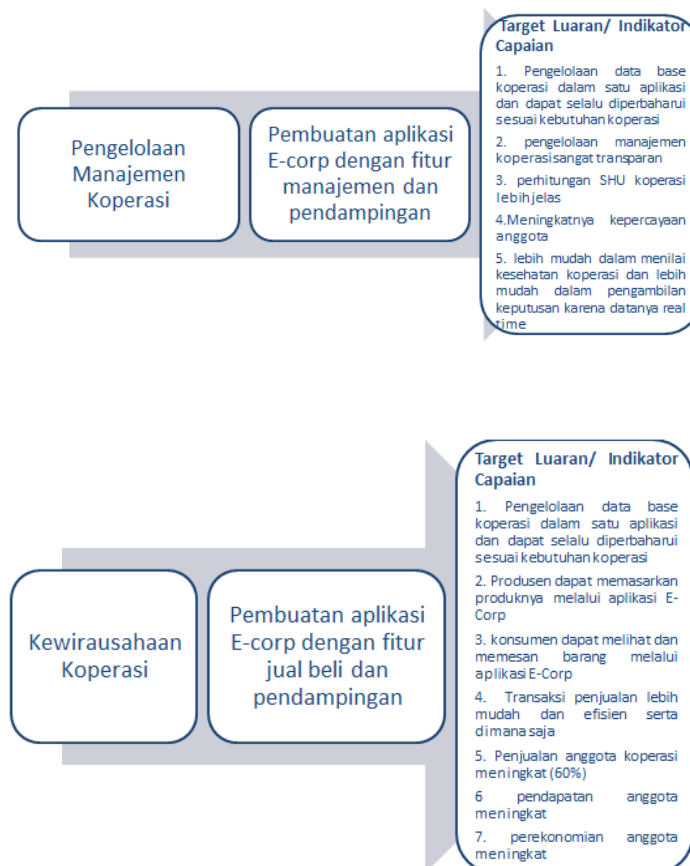 Pengelolaan
Manajemen
Koperasi
Pembuatan aplikasi
E-corp dengan fitur
manajemen dan
pendampingan
Target Luaran/ Indikator
Capaian
1. Pengelolaan data base
koperasi dalam satu aplikasi
dan dapat selalu diperbaharui
sesuai kebutuhan koperasi
2. pengelolaan manajemen
koperasi sangat transparan
3. perhitungan SHU koperasi
lebih jelas
4.Meningkatnya kepercayaan
anggota
5. lebih mudah dalam menilai
kesehatan koperasi dan lebih
mudah dalam pengambilan
keputusan karena datanya real
time
Kewirausahaan
Koperasi
Pembuatan aplikasi
E-corp dengan fitur
jual beli dan
pendampingan
Target Luaran/ Indikator
Capaian
1. Pengelolaan data base
koperasi dalam satu aplikasi
dan dapat selalu diperbaharui
sesuai kebutuhan koperasi
2. Produsen dapat memasarkan
produknya melalui aplikasi E-
Corp
3. konsumen dapat melihat dan
memesan barang melalui
aplikasi E-Corp
4. Transaksi penjualan lebih
mudah dan efisien serta
dimana saja
5. Penjualan anggota koperasi
meningkat (60%)
6 pendapatan anggota
meningkat
7. perekonomian anggota
meningkat